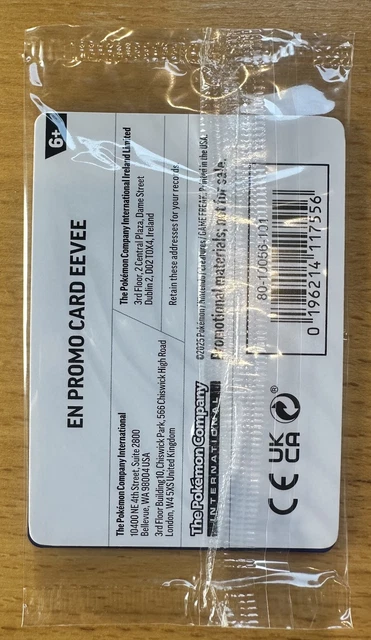 6+
EN PROMO CARD EEVEE
The Pokémon Company International
10400 NE 4th Street, Suite 2800
Bellevue, WA 98004 USA
3rd Floor Building 10, Chiswick Park, 566 Chiswick High Road
London, W4 5XS United Kingdom
The Pokémon Company International Ireland Limited
3rd Floor, 2 Central Plaza, Dame Street
Dublin 2, D02 T0X4, Ireland
Retain these addresses for your records
The Pokémon Company
INTERNATIONAL
©2025 Pokémon / Nintendo / Creatures / GAME FREAK. Printed in the USA.
Promotional materials; not for sale.
CE UK CA ®
80-10056-101
0 196214 117556